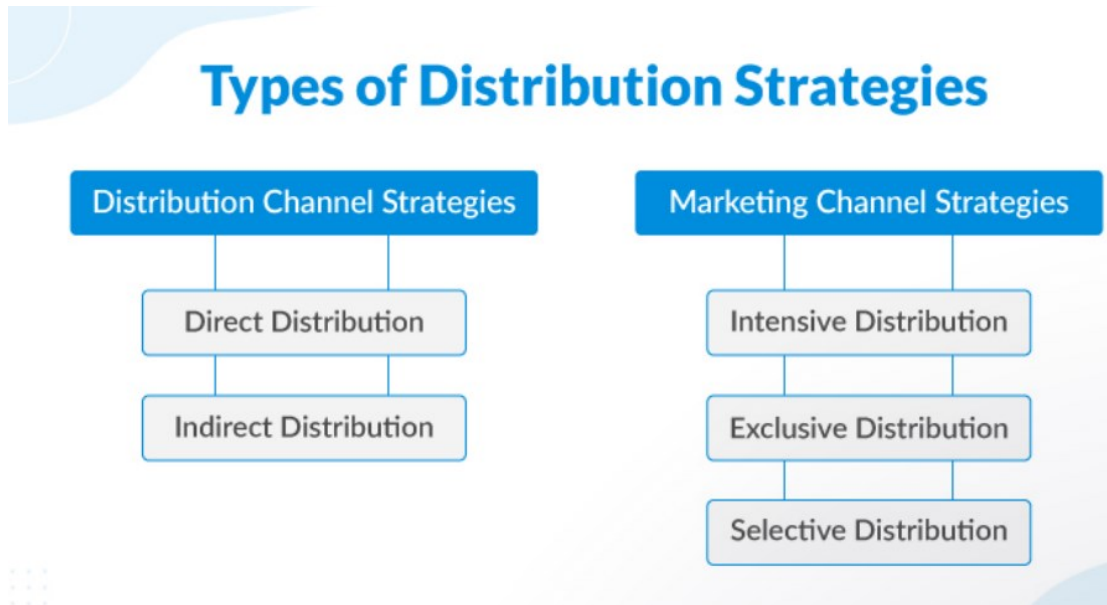 Types of Distribution Strategies
Distribution Channel Strategies
Direct Distribution
Indirect Distribution
Marketing Channel Strategies
Intensive Distribution
Exclusive Distribution
Selective Distribution